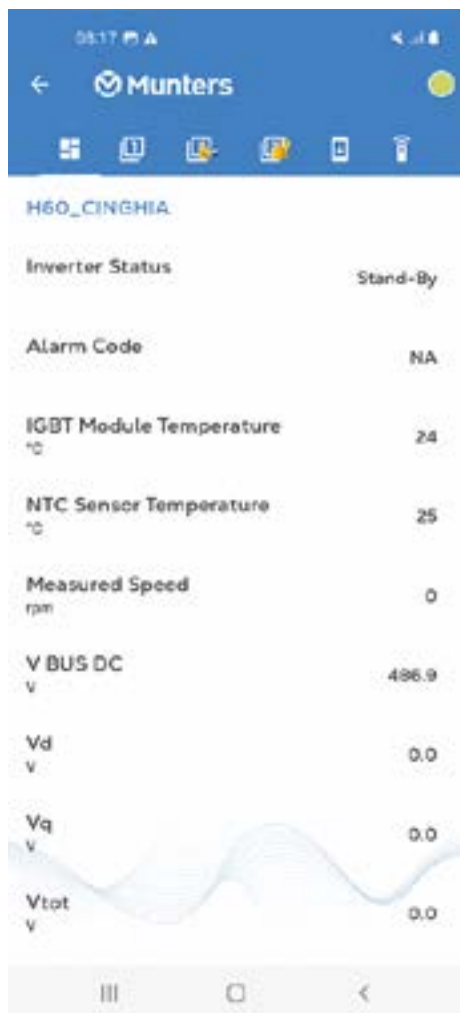 08:17
Munters
H60_CINGHIA
Inverter Status
Stand-By
Alarm Code
NA
IGBT Module Temperature
°C
24
NTC Sensor Temperature
°C
25
Measured Speed
rpm
0
V BUS DC
V
486.9
Vd
V
0.0
Vq
V
0.0
Vtot
V
0.0